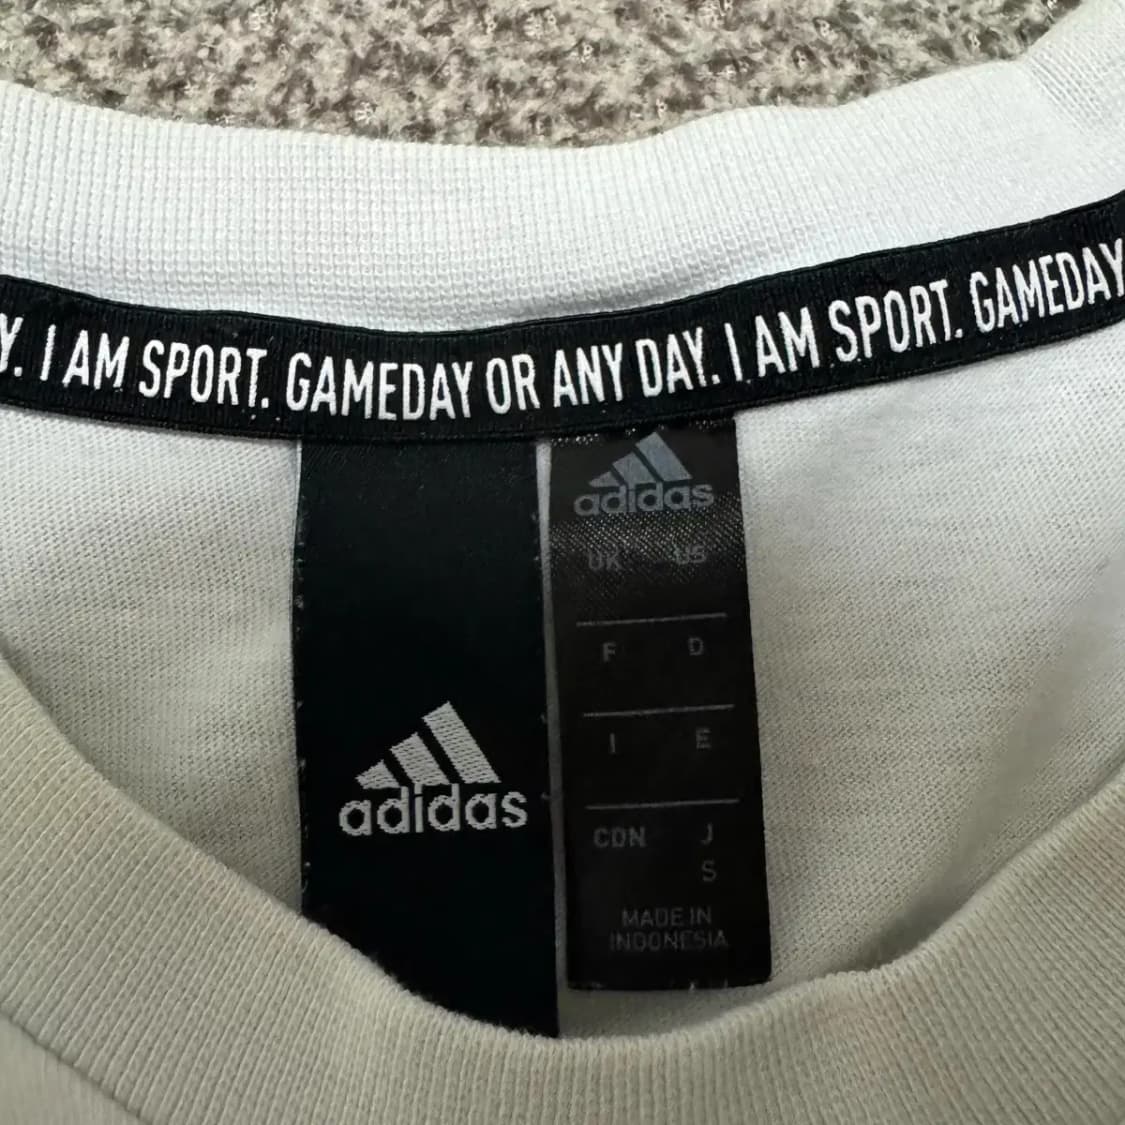 Y. I AM SPORT. GAMEDAY OR ANY DAY. I AM SPORT. GAMEDAY
adidas
adidas
UK US
F D
I E
CDN J
S
MADE IN
INDONESIA